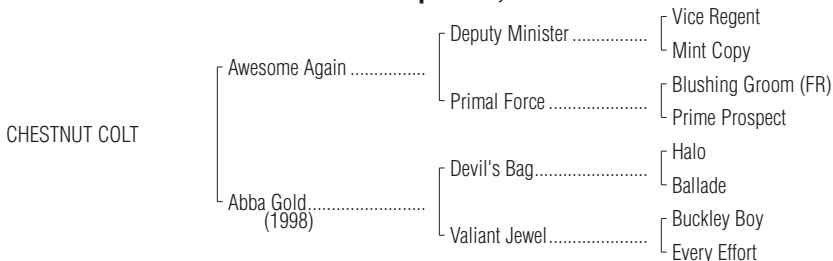 Vice Regent
Deputy Minister ................
Mint Copy
Awesome Again ................
Blushing Groom (FR)
Primal Force .....................
Prime Prospect
CHESTNUT COLT
Halo
Devil's Bag........................
Ballade
Abba Gold.........................
(1998)
Buckley Boy
Valiant Jewel.....................
Every Effort